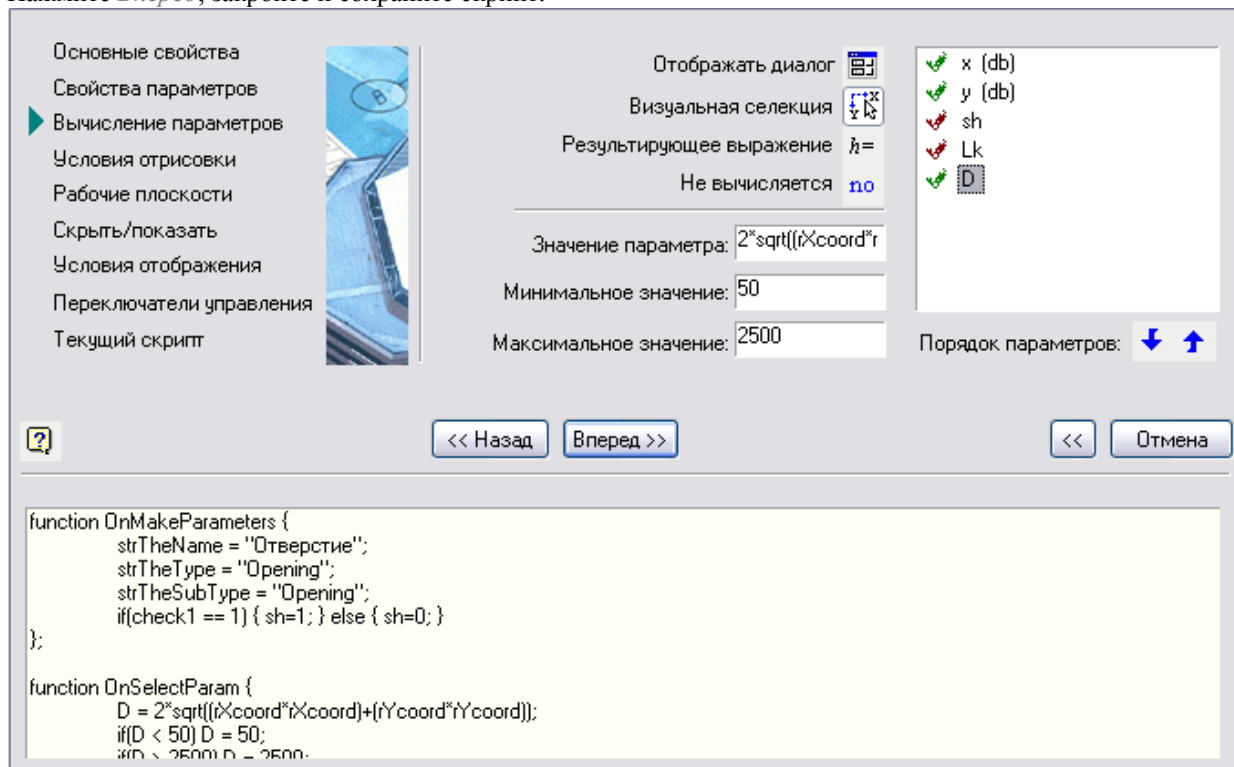 Основные свойства
Свойства параметров
Вычисление параметров
Условия отрисовки
Рабочие плоскости
Скрыть/показать
Условия отображения
Переключатели управления
Текущий скрипт
Отображать диалог
Визуальная селекция
Результирующее выражение h=
Не вычисляется no
Значение параметра: 2*sqrt((rXcoord*r
Минимальное значение: 50
Максимальное значение: 2500
x (db)
y (db)
sh
Lk
D
Порядок параметров:
<< Назад
Вперед >>
<<
Отмена
function OnMakeParameters {
strTheName = "Отверстие";
strTheType = "Opening";
strTheSubType = "Opening";
if(check1 == 1) { sh=1; } else { sh=0; }
};
function OnSelectParam {
D = 2*sqrt((rXcoord*rXcoord)+(rYcoord*rYcoord));
if(D < 50) D = 50;
if(D > 2500) D = 2500;